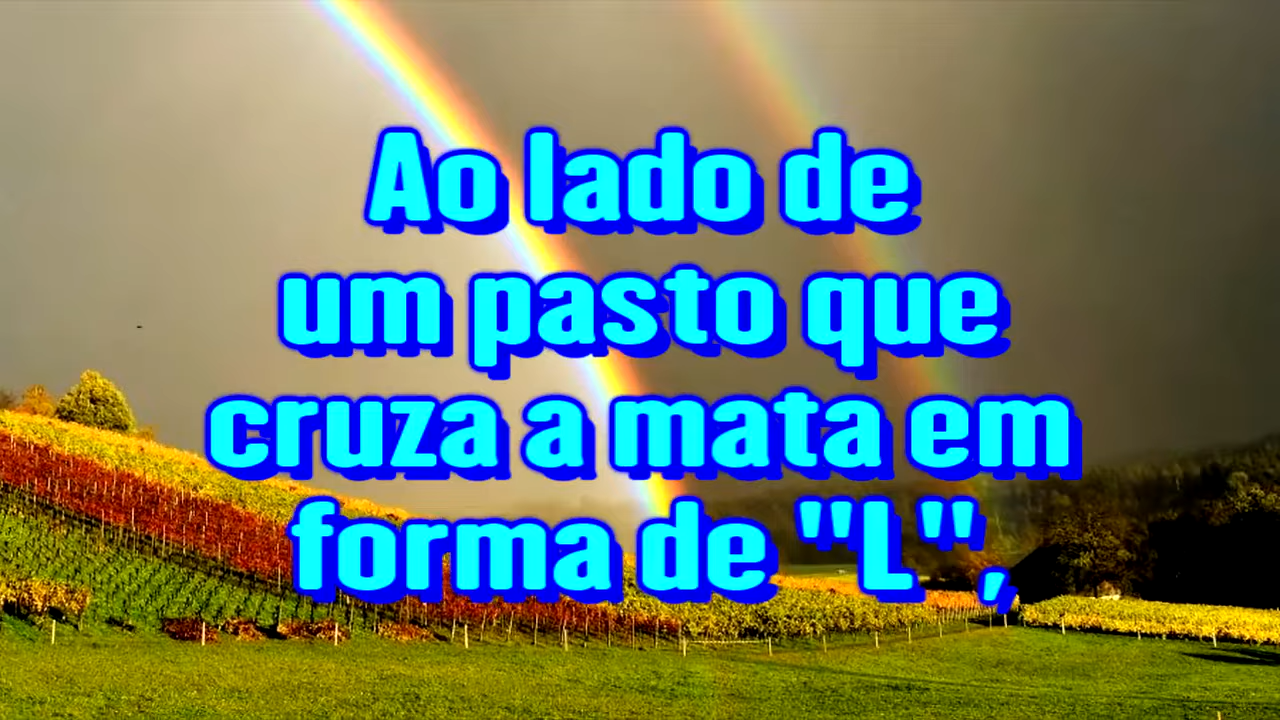 Ao lado de
um pasto que
cruza a mata em
forma de "L",